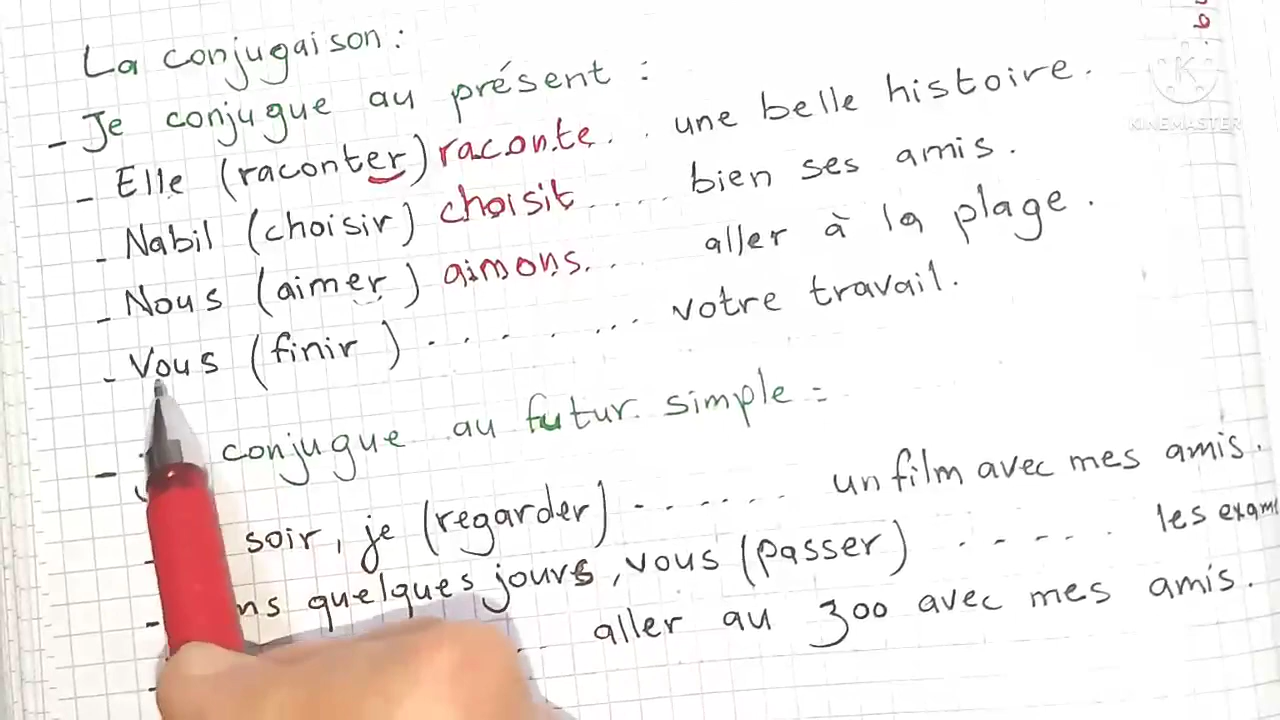 La conjugaison :
- Je conjugue au présent :
- Elle (raconter) raconte . . une belle histoire.
- Nabil (choisir) choisit . . . . . bien ses amis.
- Nous (aimer) aimons. . . aller à la plage.
- Vous (finir) . . . . . . . . votre travail.
- conjugue au futur simple :
soir, je (regarder) . . . . . . un film avec mes amis.
ns quelques jours, vous (passer) . . . . . les exam
aller au zoo avec mes amis.
KINEMASTER